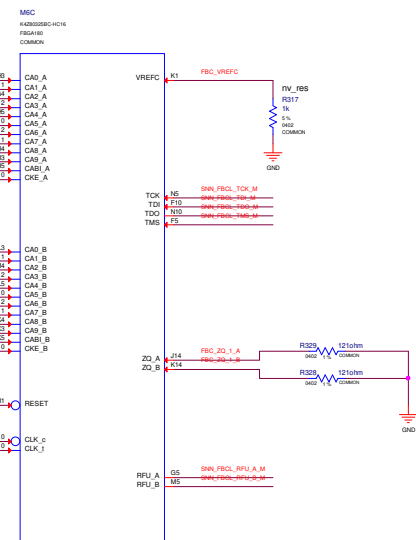 M6C
K4Z80325BC-HC16
FBGA180
COMMON
CA0_A
CA1_A
CA2_A
CA3_A
CA4_A
CA5_A
CA6_A
CA7_A
CA8_A
CA9_A
CABI_A
CKE_A
VREFC K1 FBC_VREFC
nv_res
R317
1k
5 %
0402
COMMON
GND
TCK N5 SNN_FBCL_TCK_M
TDI F10 SNN_FBCL_TDI_M
TDO N10 SNN_FBCL_TDO_M
TMS F5 SNN_FBCL_TMS_M
CA0_B
CA1_B
CA2_B
CA3_B
CA4_B
CA5_B
CA6_B
CA7_B
CA8_B
CA9_B
CABI_B
CKE_B
ZQ_A J14 FBC_ZQ_1_A
ZQ_B K14 FBC_ZQ_1_B
R329 121ohm
0402 1 % COMMON
R328 121ohm
0402 1 % COMMON
GND
RESET
CLK_c
CLK_t
RFU_A G5 SNN_FBCL_RFU_A_M
RFU_B M5 SNN_FBCL_RFU_B_M